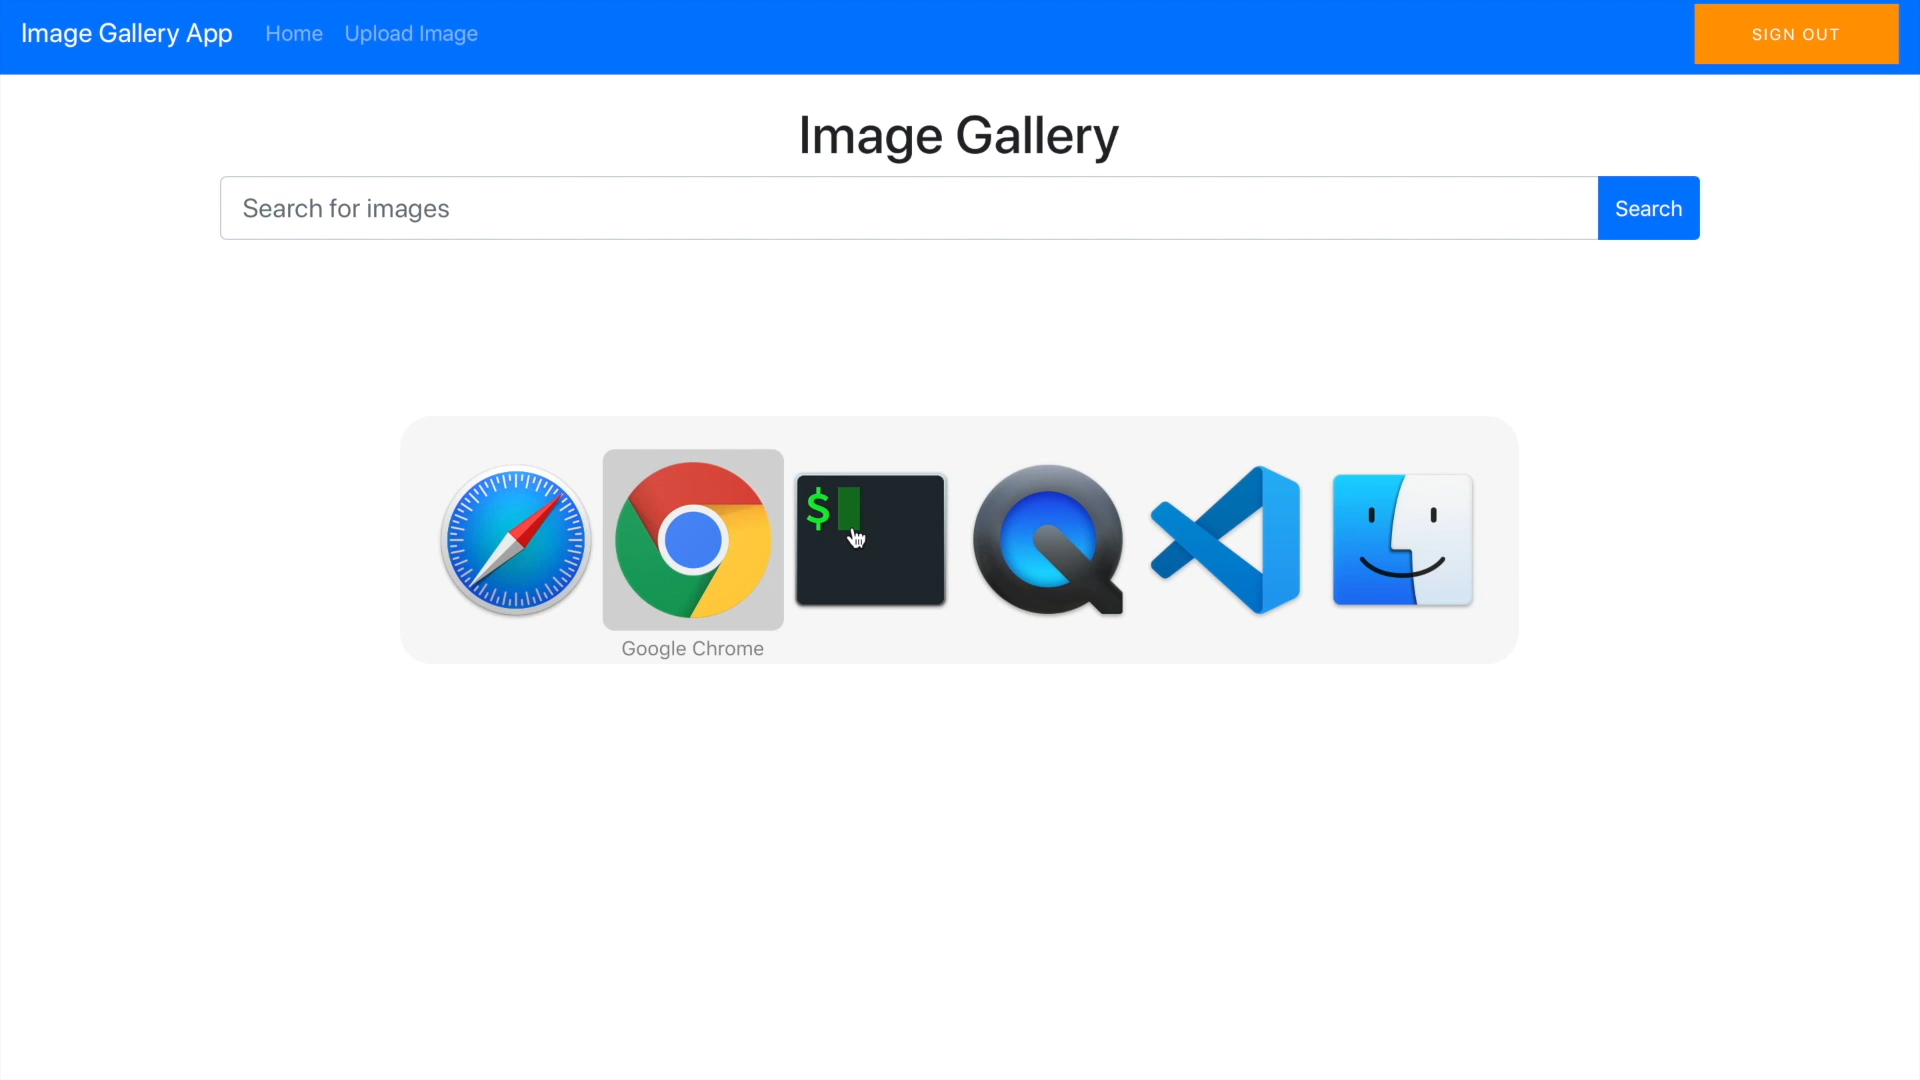 Image Gallery App Home Upload Image SIGN OUT
Image Gallery
Search for images Search
$
Google Chrome